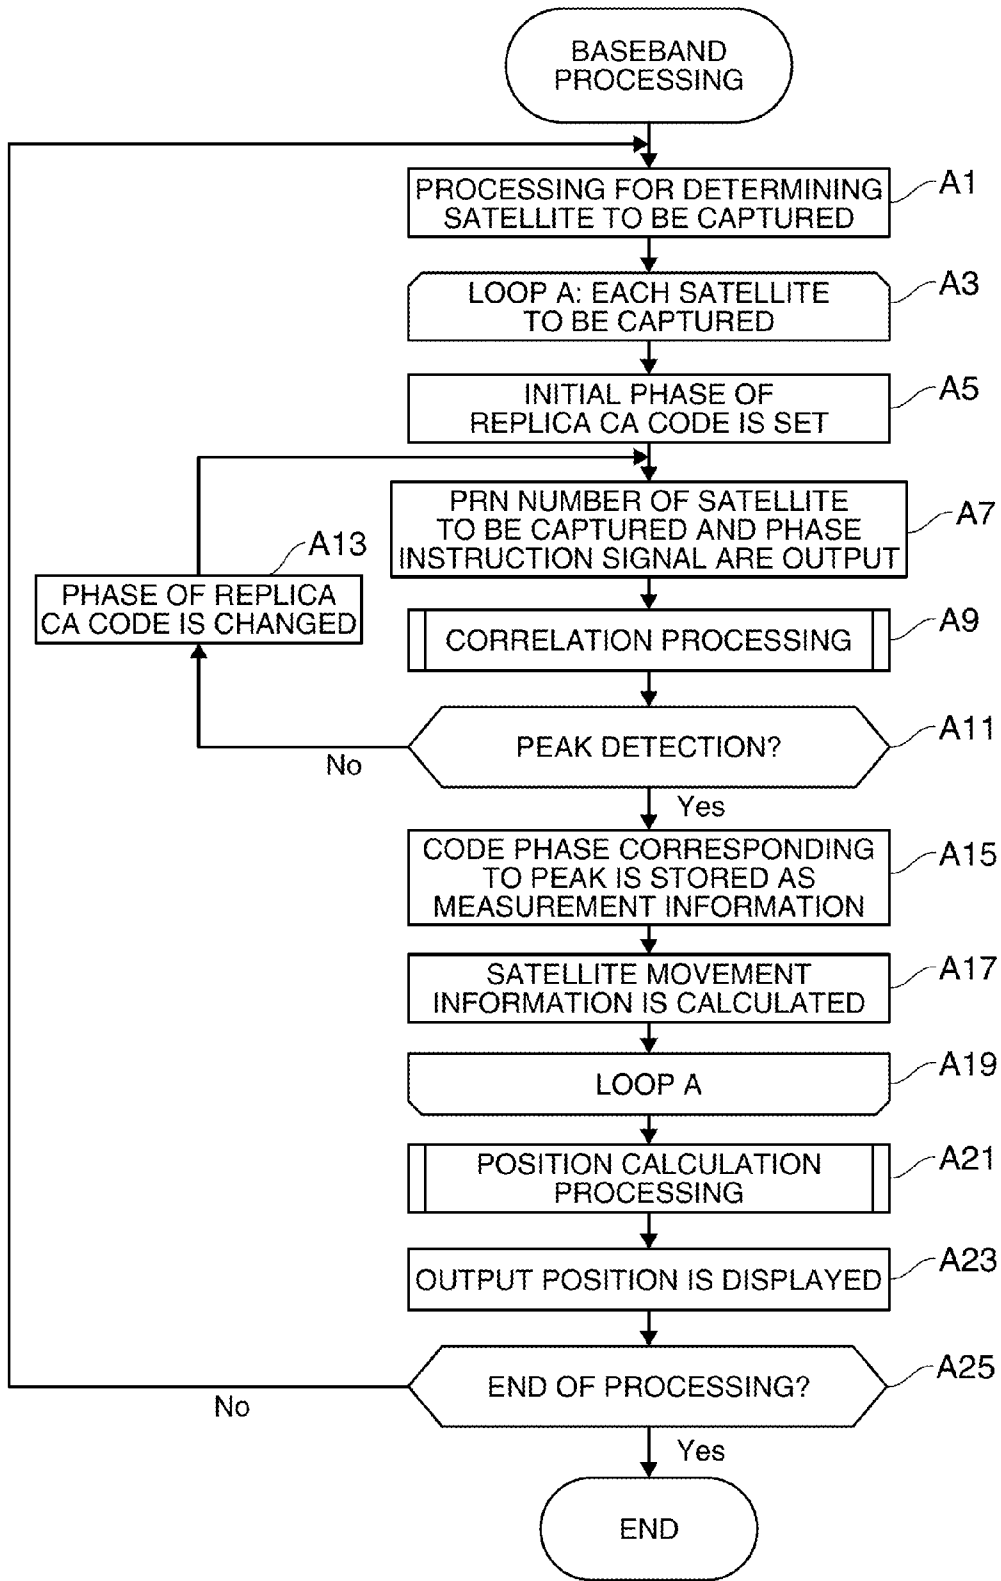 BASEBAND
PROCESSING
PROCESSING FOR DETERMINING
SATELLITE TO BE CAPTURED
A1
LOOP A: EACH SATELLITE
TO BE CAPTURED
A3
INITIAL PHASE OF
REPLICA CA CODE IS SET
A5
PRN NUMBER OF SATELLITE
TO BE CAPTURED AND PHASE
INSTRUCTION SIGNAL ARE OUTPUT
A7
A13
PHASE OF REPLICA
CA CODE IS CHANGED
CORRELATION PROCESSING
A9
PEAK DETECTION?
A11
No
Yes
CODE PHASE CORRESPONDING
TO PEAK IS STORED AS
MEASUREMENT INFORMATION
A15
SATELLITE MOVEMENT
INFORMATION IS CALCULATED
A17
LOOP A
A19
POSITION CALCULATION
PROCESSING
A21
OUTPUT POSITION IS DISPLAYED
A23
END OF PROCESSING?
A25
No
Yes
END